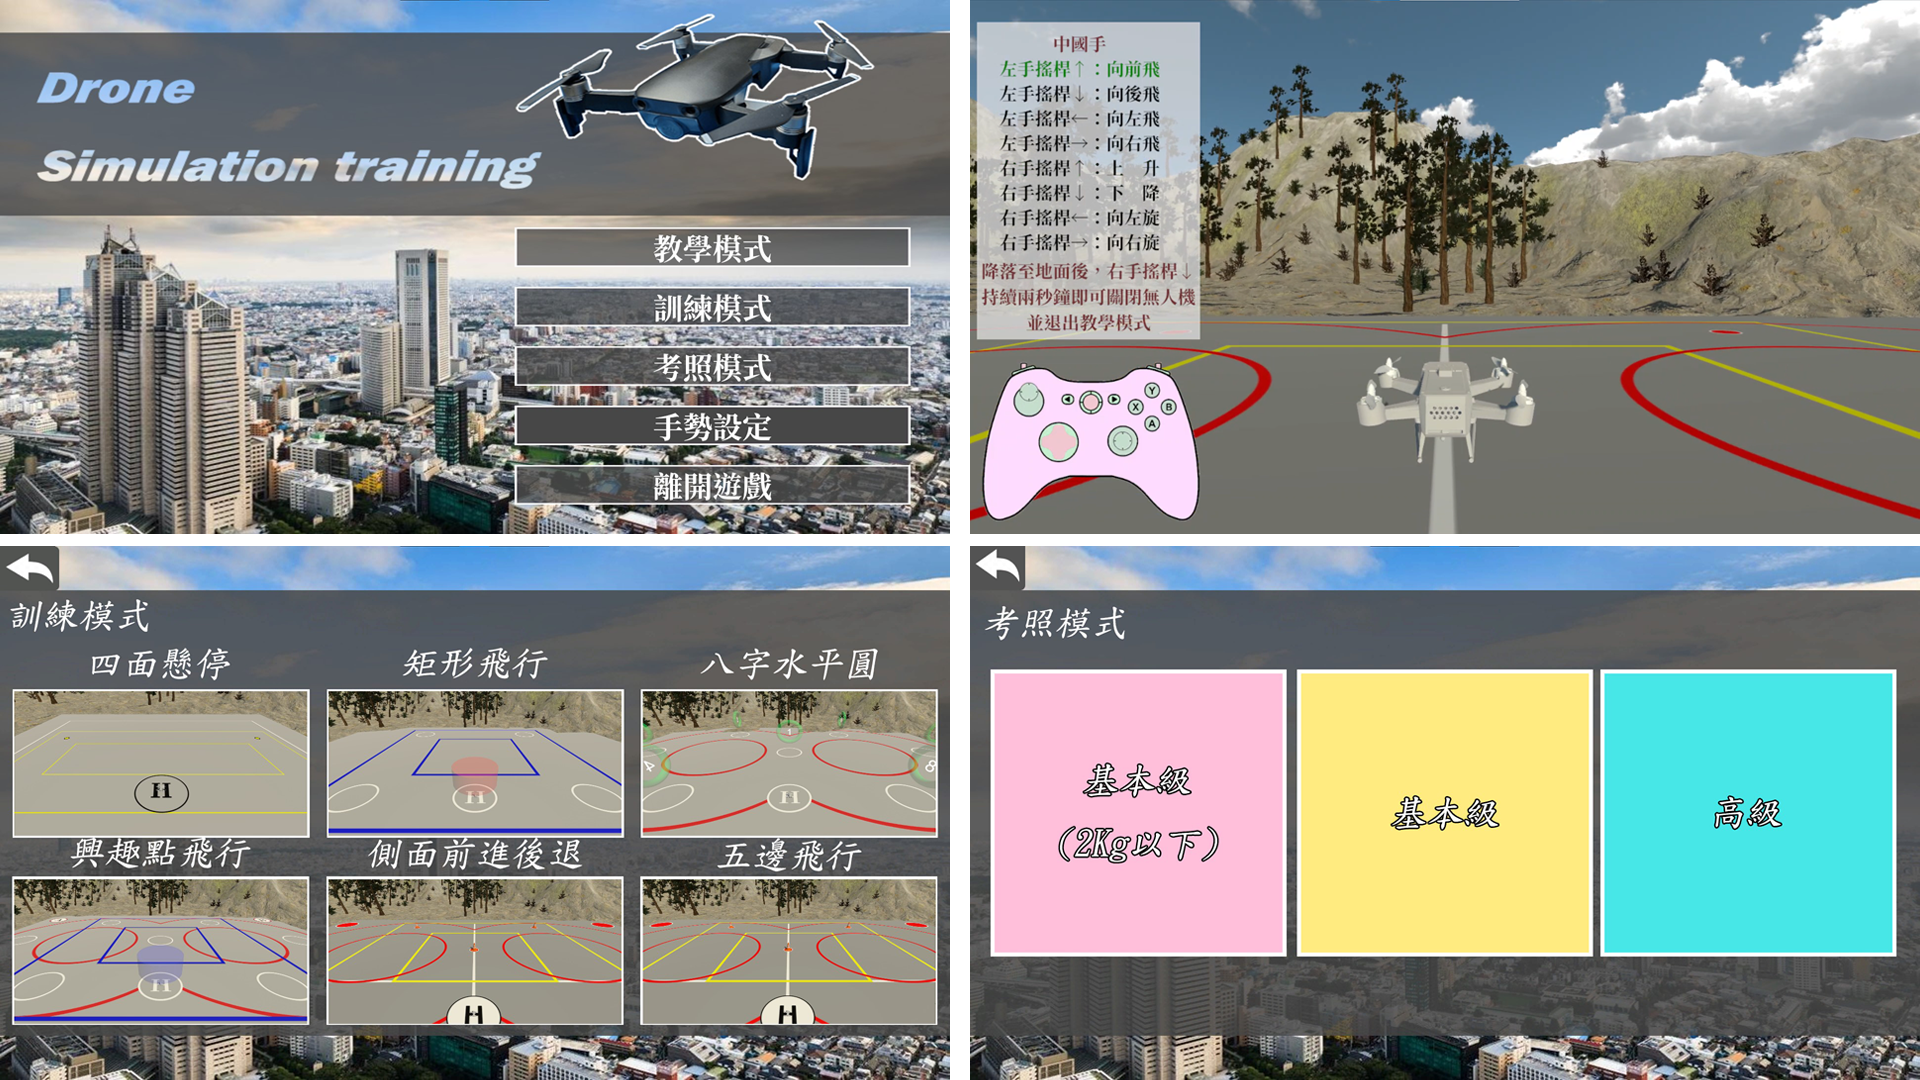 Drone
Simulation training
教學模式
訓練模式
考照模式
手勢設定
離開遊戲
中國手
左手搖桿↑：向前飛
左手搖桿↓：向後飛
左手搖桿←：向左飛
左手搖桿→：向右飛
右手搖桿↑：上　升
右手搖桿↓：下　降
右手搖桿←：向左旋
右手搖桿→：向右旋
降落至地面後，右手搖桿↓
持續兩秒鐘即可關閉無人機
並退出教學模式
Y
X
B
A
訓練模式
四面懸停
矩形飛行
八字水平圓
H
H
1
4
8
H
興趣點飛行
側面前進後退
五邊飛行
H
H
H
考照模式
基本級
(2Kg以下)
基本級
高級